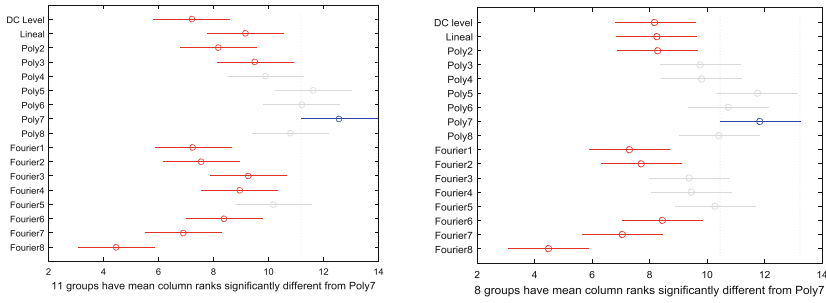 DC Level
Lineal
Poly2
Poly3
Poly4
Poly5
Poly6
Poly7
Poly8
Fourier1
Fourier2
Fourier3
Fourier4
Fourier5
Fourier6
Fourier7
Fourier8
2 4 6 8 10 12 14
11 groups have mean column ranks significantly different from Poly7
DC level
Lineal
Poly2
Poly3
Poly4
Poly5
Poly6
Poly7
Poly8
Fourier1
Fourier2
Fourier3
Fourier4
Fourier5
Fourier6
Fourier7
Fourier8
2 4 6 8 10 12 14
8 groups have mean column ranks significantly different from Poly7